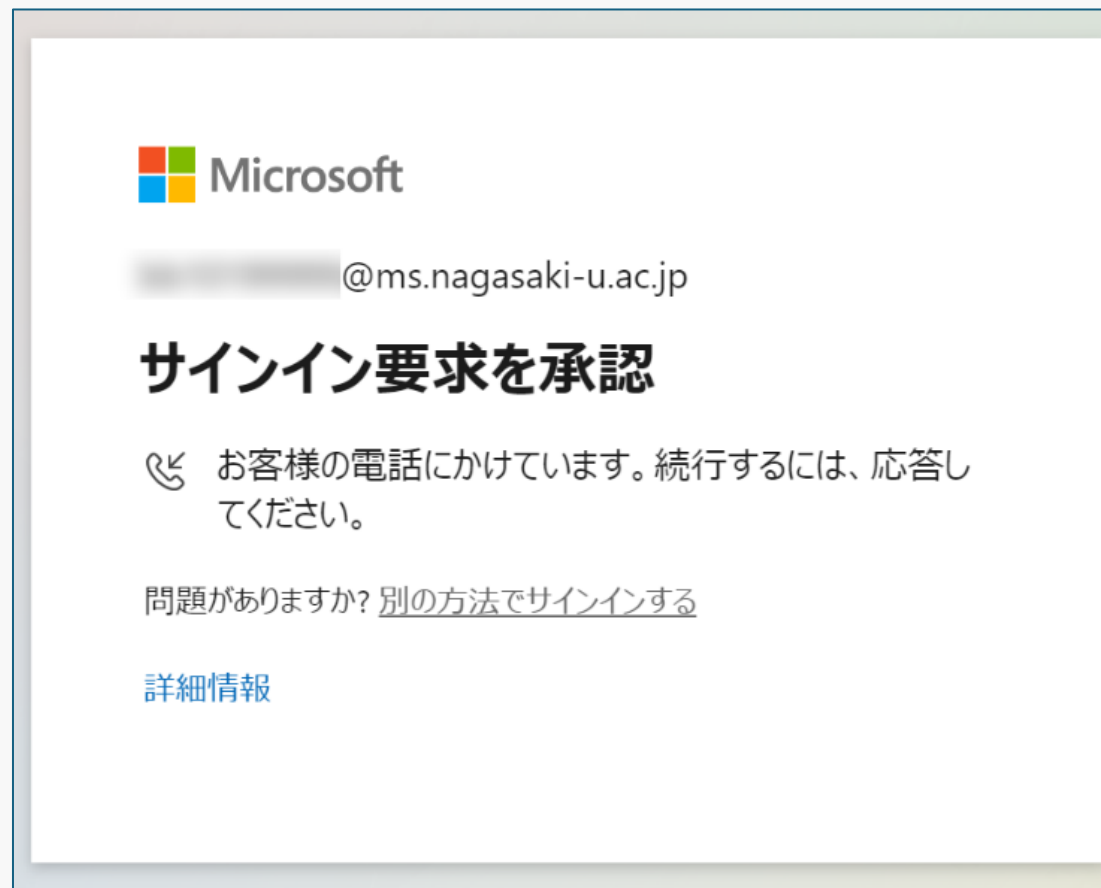 Microsoft
@ms.nagasaki-u.ac.jp
サインイン要求を承認
お客様の電話にかけています。続行するには、応答し
てください。
問題がありますか? 別の方法でサインインする
詳細情報